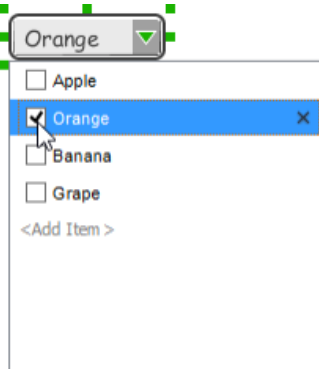 Orange
Apple
Orange
Banana
Grape
<Add Item >